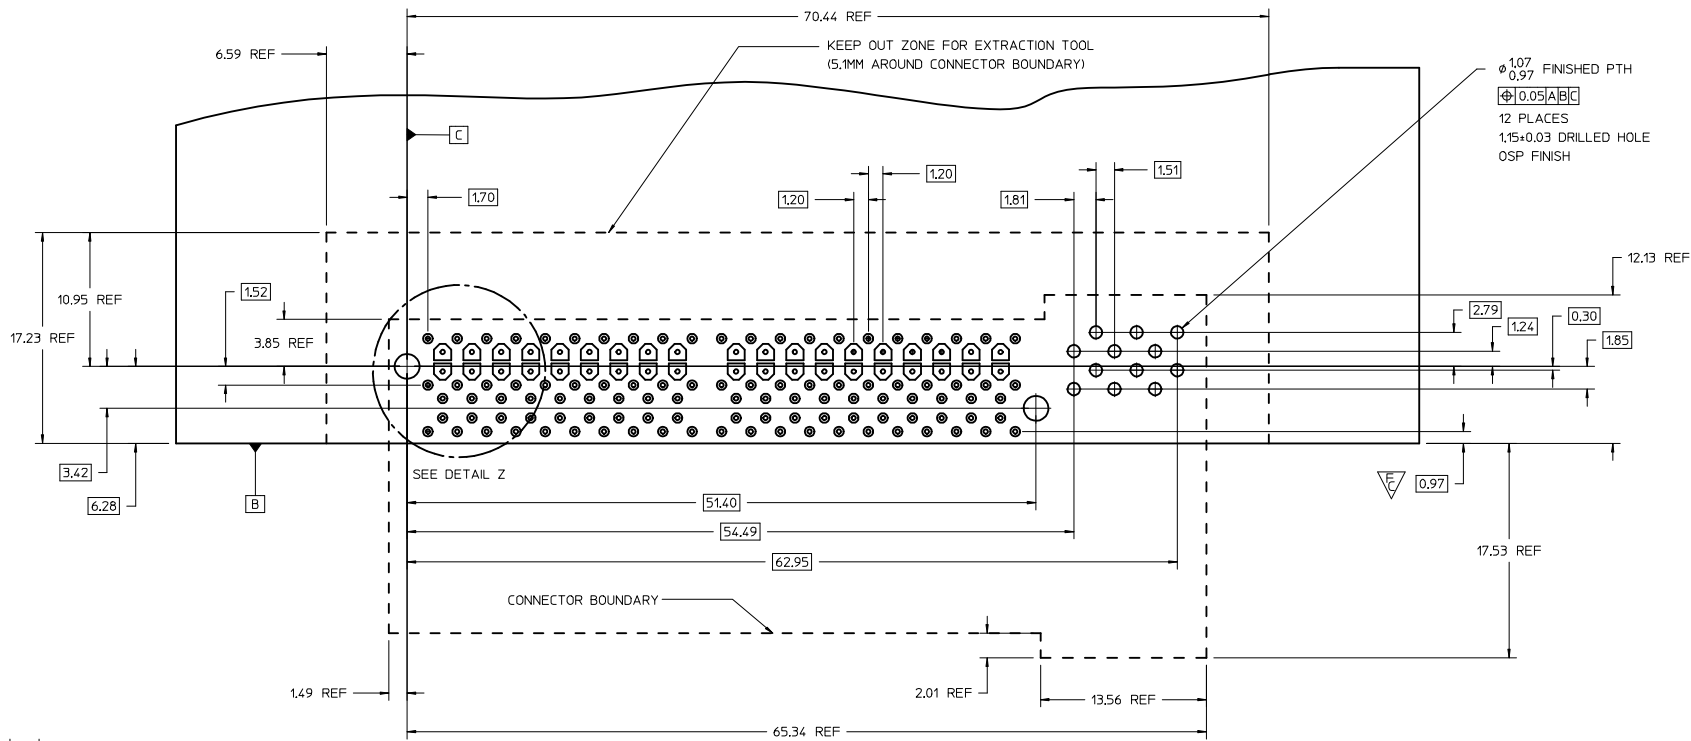 70.44 REF
6.59 REF
KEEP OUT ZONE FOR EXTRACTION TOOL
(5.1MM AROUND CONNECTOR BOUNDARY)
⌀ 1.07
0.97 FINISHED PTH
⌖ 0.05 A B C
12 PLACES
1.15±0.03 DRILLED HOLE
OSP FINISH
C
1.70
1.20
1.20
1.81
1.51
12.13 REF
10.95 REF
1.52
17.23 REF
3.85 REF
2.79
0.30
1.24
1.85
3.42
6.28
B
SEE DETAIL Z
F
C
0.97
51.40
54.49
62.95
17.53 REF
CONNECTOR BOUNDARY
1.49 REF
2.01 REF
13.56 REF
65.34 REF